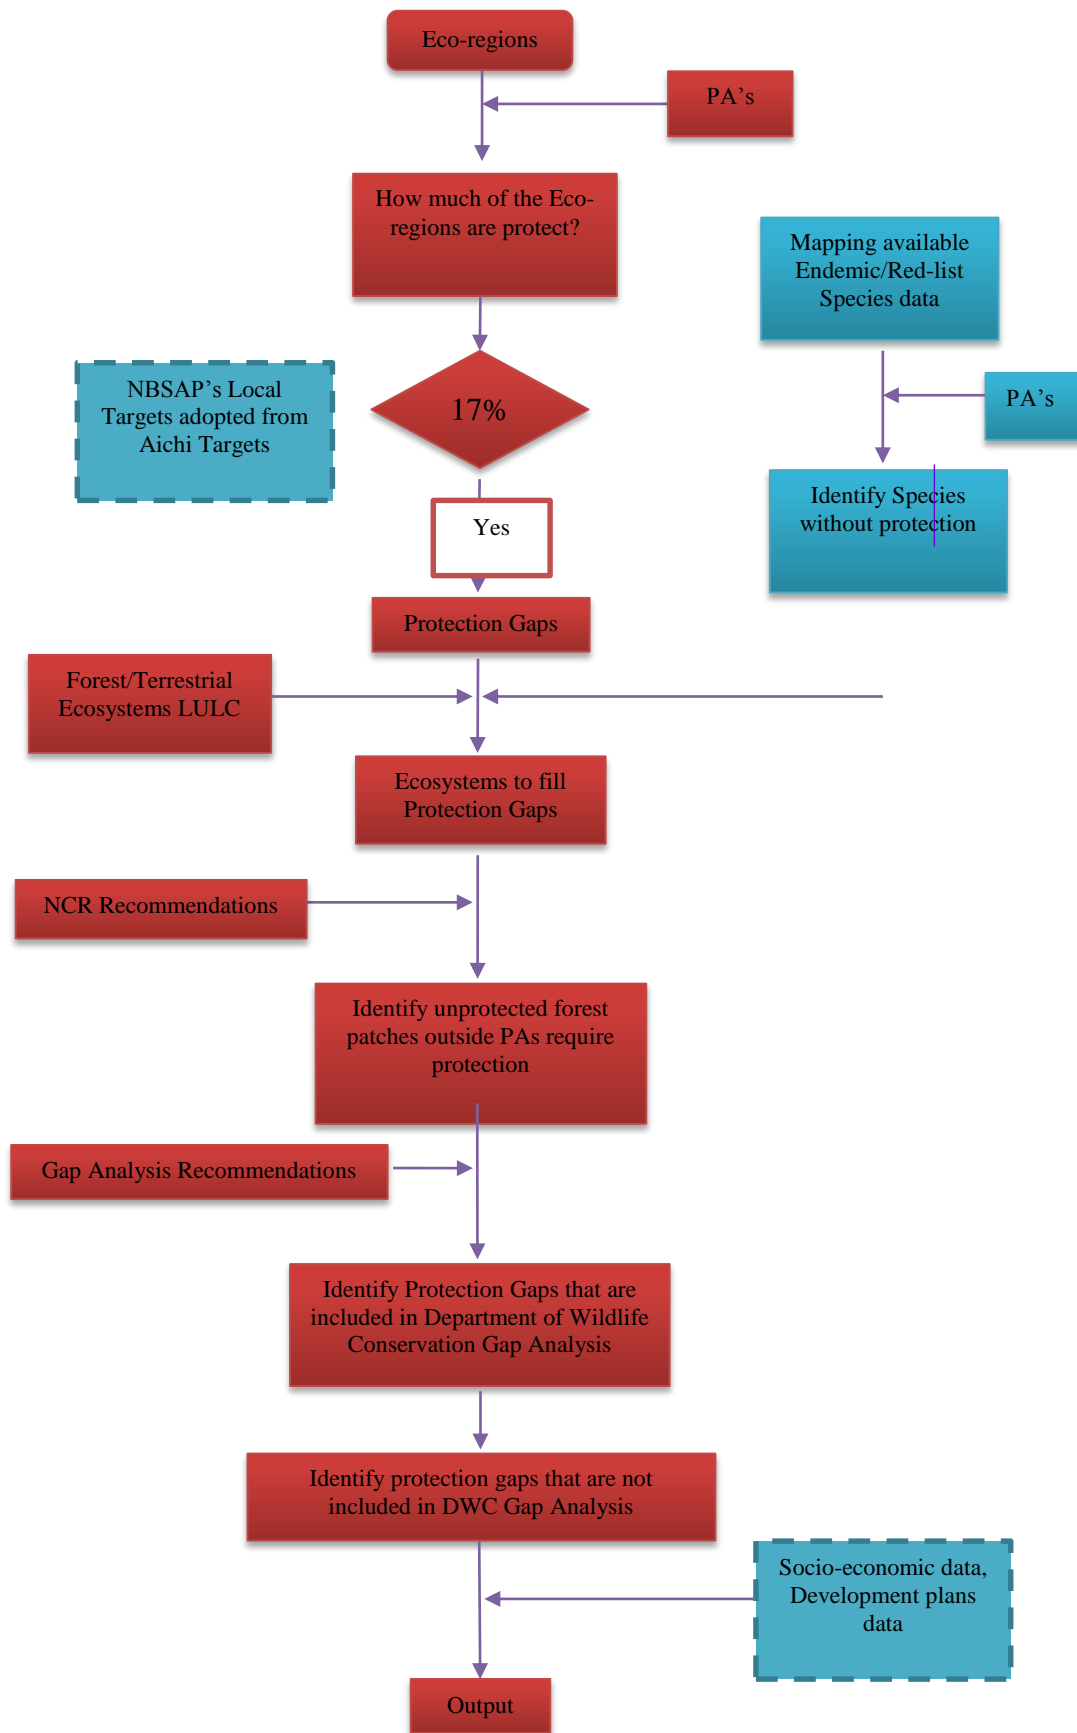 Eco-regions
PA's
How much of the Eco-
regions are protect?
Mapping available
Endemic/Red-list
Species data
NBSAP's Local
Targets adopted from
Aichi Targets
17%
PA's
Identify Species
without protection
Yes
Protection Gaps
Forest/Terrestrial
Ecosystems LULC
Ecosystems to fill
Protection Gaps
NCR Recommendations
Identify unprotected forest
patches outside PAs require
protection
Gap Analysis Recommendations
Identify Protection Gaps that are
included in Department of Wildlife
Conservation Gap Analysis
Identify protection gaps that are not
included in DWC Gap Analysis
Socio-economic data,
Development plans
data
Output